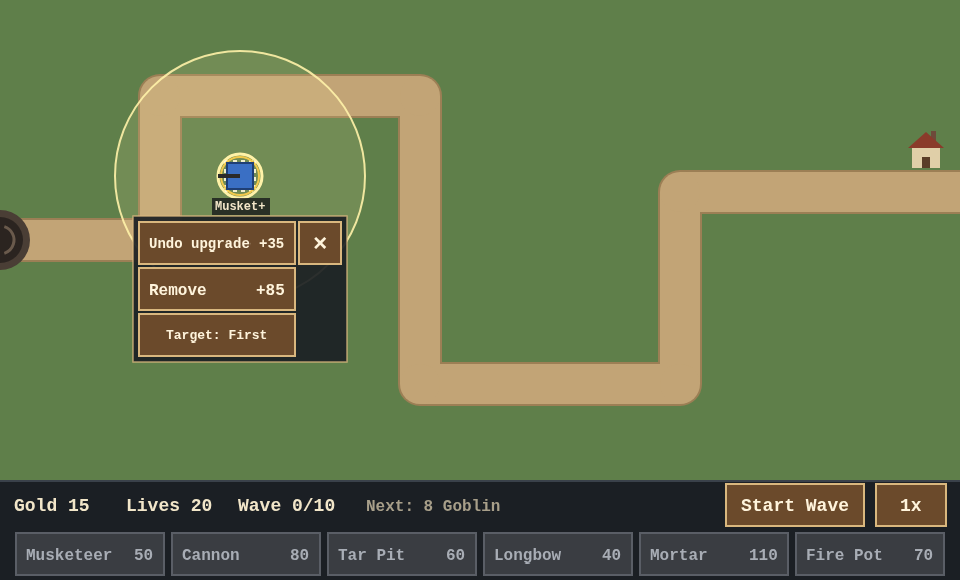 Musket+
Undo upgrade +35 ×
Remove +85
Target: First
Gold 15 Lives 20 Wave 0/10 Next: 8 Goblin Start Wave 1x
Musketeer 50 Cannon 80 Tar Pit 60 Longbow 40 Mortar 110 Fire Pot 70